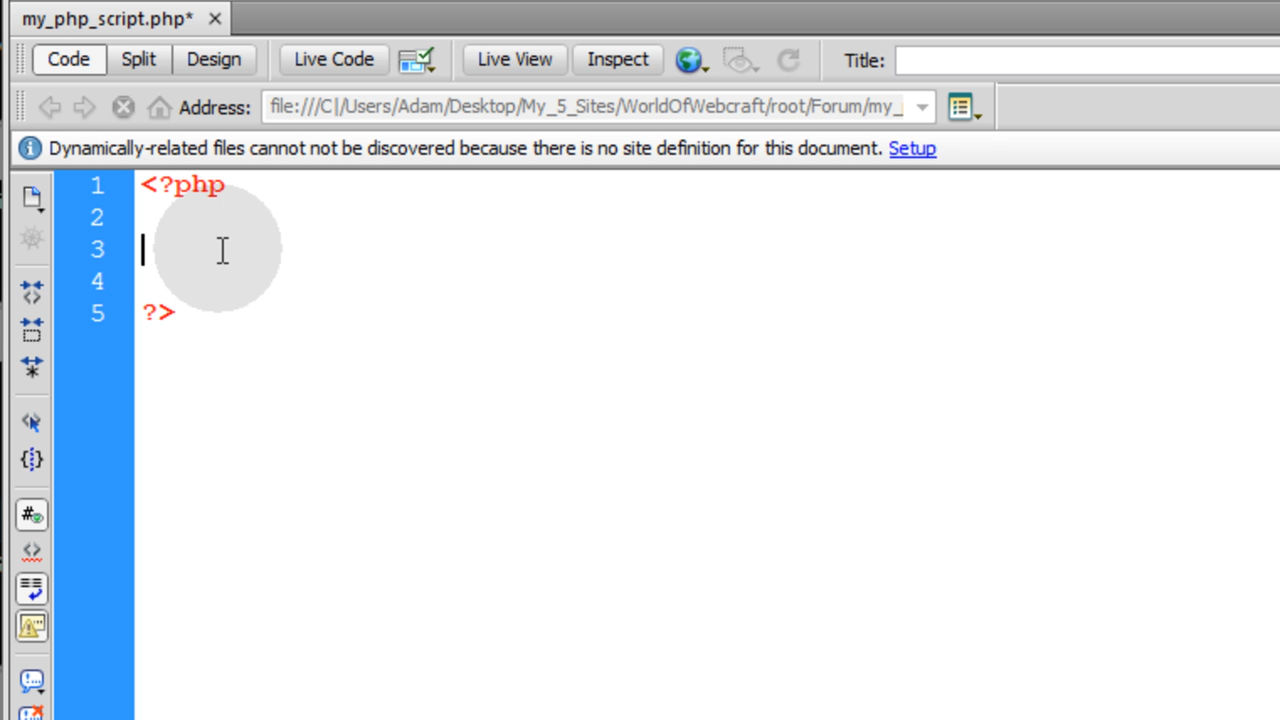 my_php_script.php*
Code Split Design Live Code Live View Inspect Title:
Address: file:///C|/Users/Adam/Desktop/My_5_Sites/WorldOfWebcraft/root/Forum/my_
Dynamically-related files cannot not be discovered because there is no site definition for this document. Setup
1 <?php
2
3
4
5 ?>